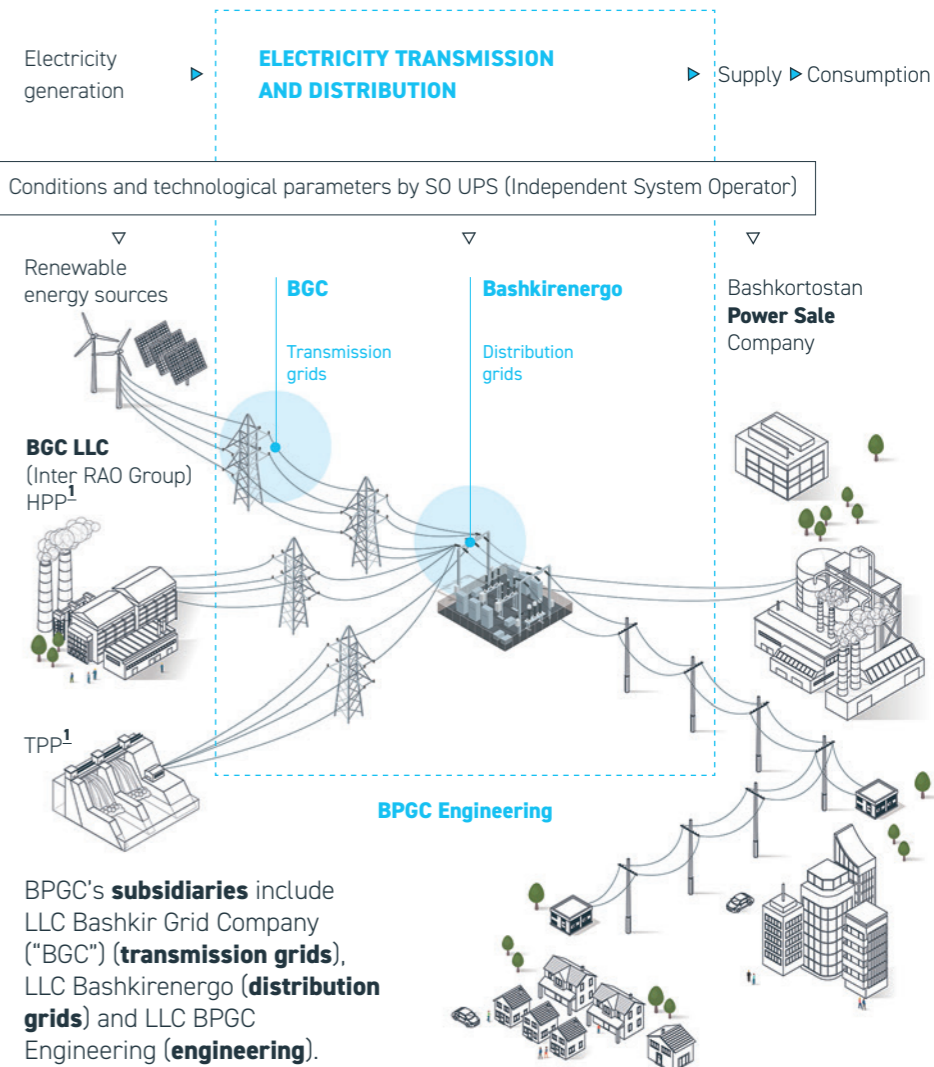 Electricity
generation
ELECTRICITY TRANSMISSION
AND DISTRIBUTION
Supply
Consumption
Conditions and technological parameters by SO UPS (Independent System Operator)
Renewable
energy sources
BGC
Transmission
grids
Bashkirenergo
Distribution
grids
Bashkortostan
Power Sale
Company
BGC LLC
(Inter RAO Group)
HPP1
TPP1
BPGC Engineering
BPGC's subsidiaries include
LLC Bashkir Grid Company
("BGC") (transmission grids),
LLC Bashkirenergo (distribution
grids) and LLC BPGC
Engineering (engineering).